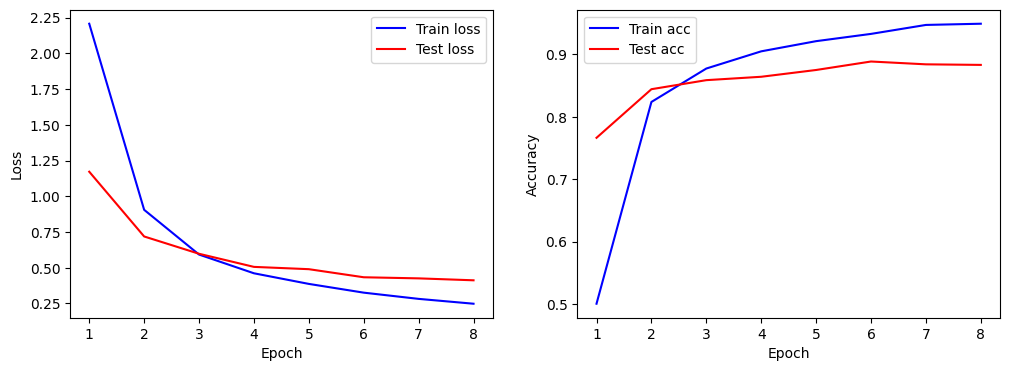 2.25
2.00
1.75
1.50
1.25
1.00
0.75
0.50
0.25
Loss
1 2 3 4 5 6 7 8
Epoch
Train loss
Test loss
0.9
0.8
0.7
0.6
0.5
Accuracy
1 2 3 4 5 6 7 8
Epoch
Train acc
Test acc